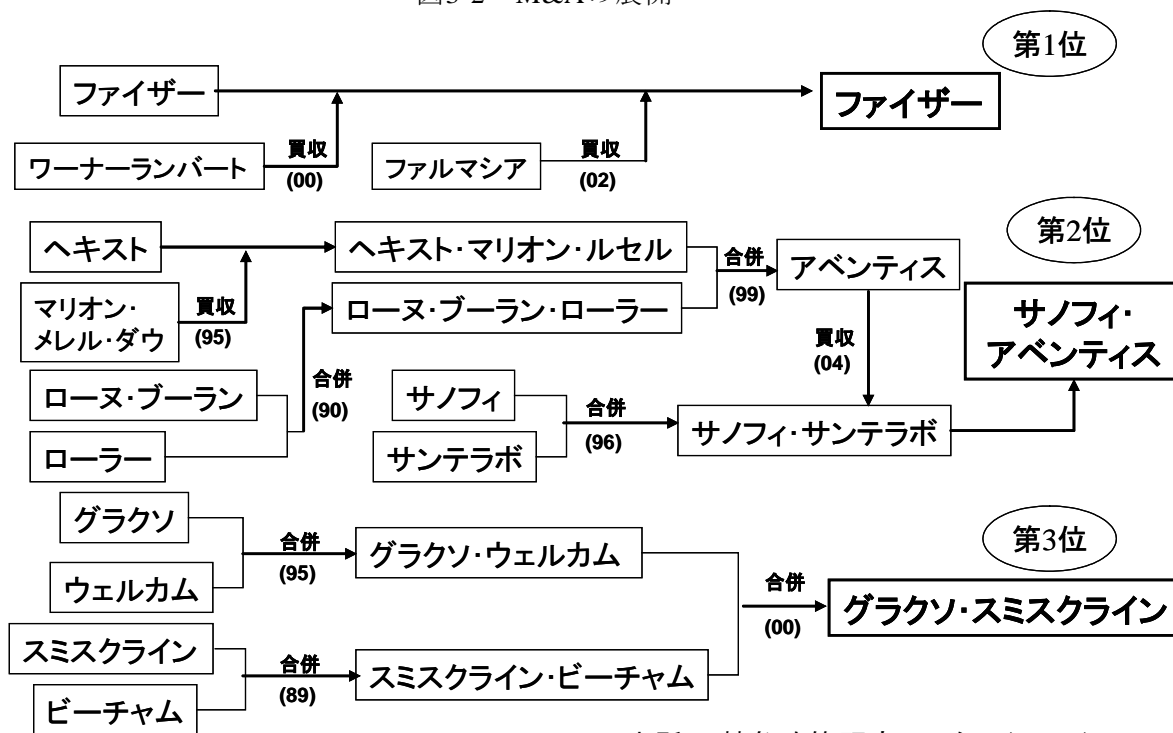 第1位
ファイザー
ファイザー
買収
ワーナーランバート
(00)
ファルマシア
買収
(02)
第2位
ヘキスト
ヘキスト・マリオン・ルセル
合併
(99)
アベンティス
マリオン・
メレル・ダウ
買収
(95)
ローヌ・プーラン・ローラー
買収
(04)
サノフィ・
アベンティス
ローヌ・プーラン
合併
(90)
ローラー
サノフィ
サンテラボ
合併
(96)
サノフィ・サンテラボ
第3位
グラクソ
ウェルカム
合併
(95)
グラクソ・ウェルカム
合併
(00)
グラクソ・スミスクライン
スミスクライン
ビーチャム
合併
(89)
スミスクライン・ビーチャム